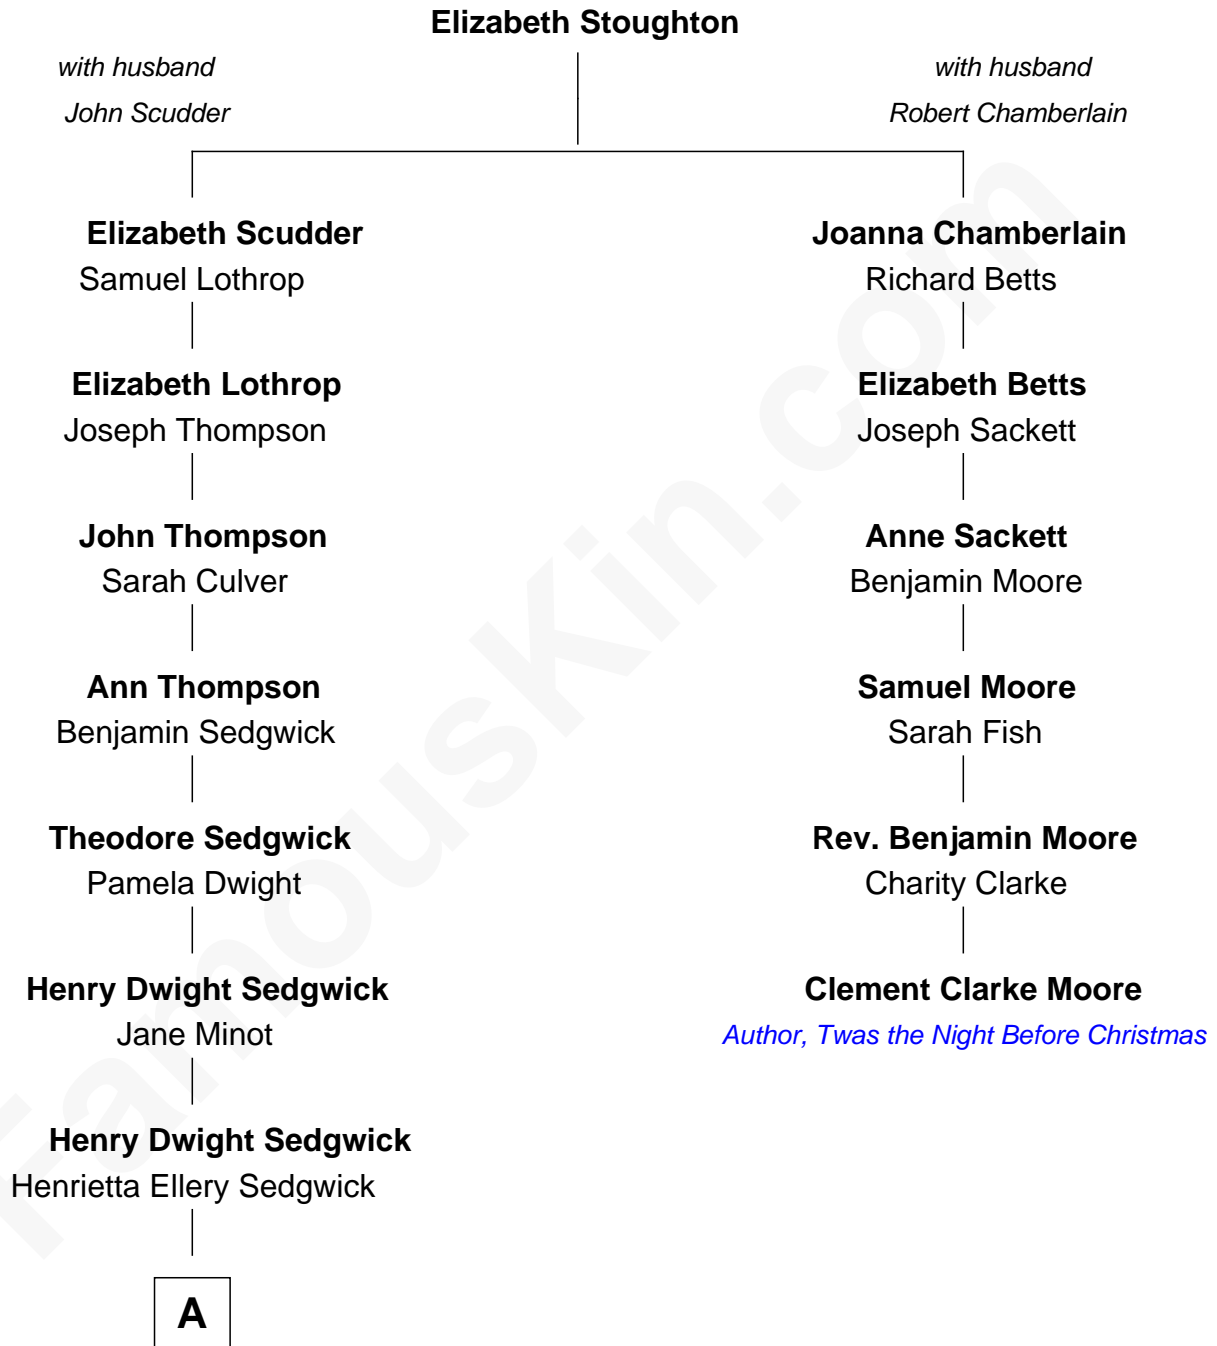 Elizabeth Stoughton
with husband
John Scudder
with husband
Robert Chamberlain
Elizabeth Scudder
Samuel Lothrop
Joanna Chamberlain
Richard Betts
Elizabeth Lothrop
Joseph Thompson
Elizabeth Betts
Joseph Sackett
John Thompson
Sarah Culver
Anne Sackett
Benjamin Moore
Ann Thompson
Benjamin Sedgwick
Samuel Moore
Sarah Fish
Theodore Sedgwick
Pamela Dwight
Rev. Benjamin Moore
Charity Clarke
Henry Dwight Sedgwick
Jane Minot
Clement Clarke Moore
Author, Twas the Night Before Christmas
Henry Dwight Sedgwick
Henrietta Ellery Sedgwick
A
FamousKin.com